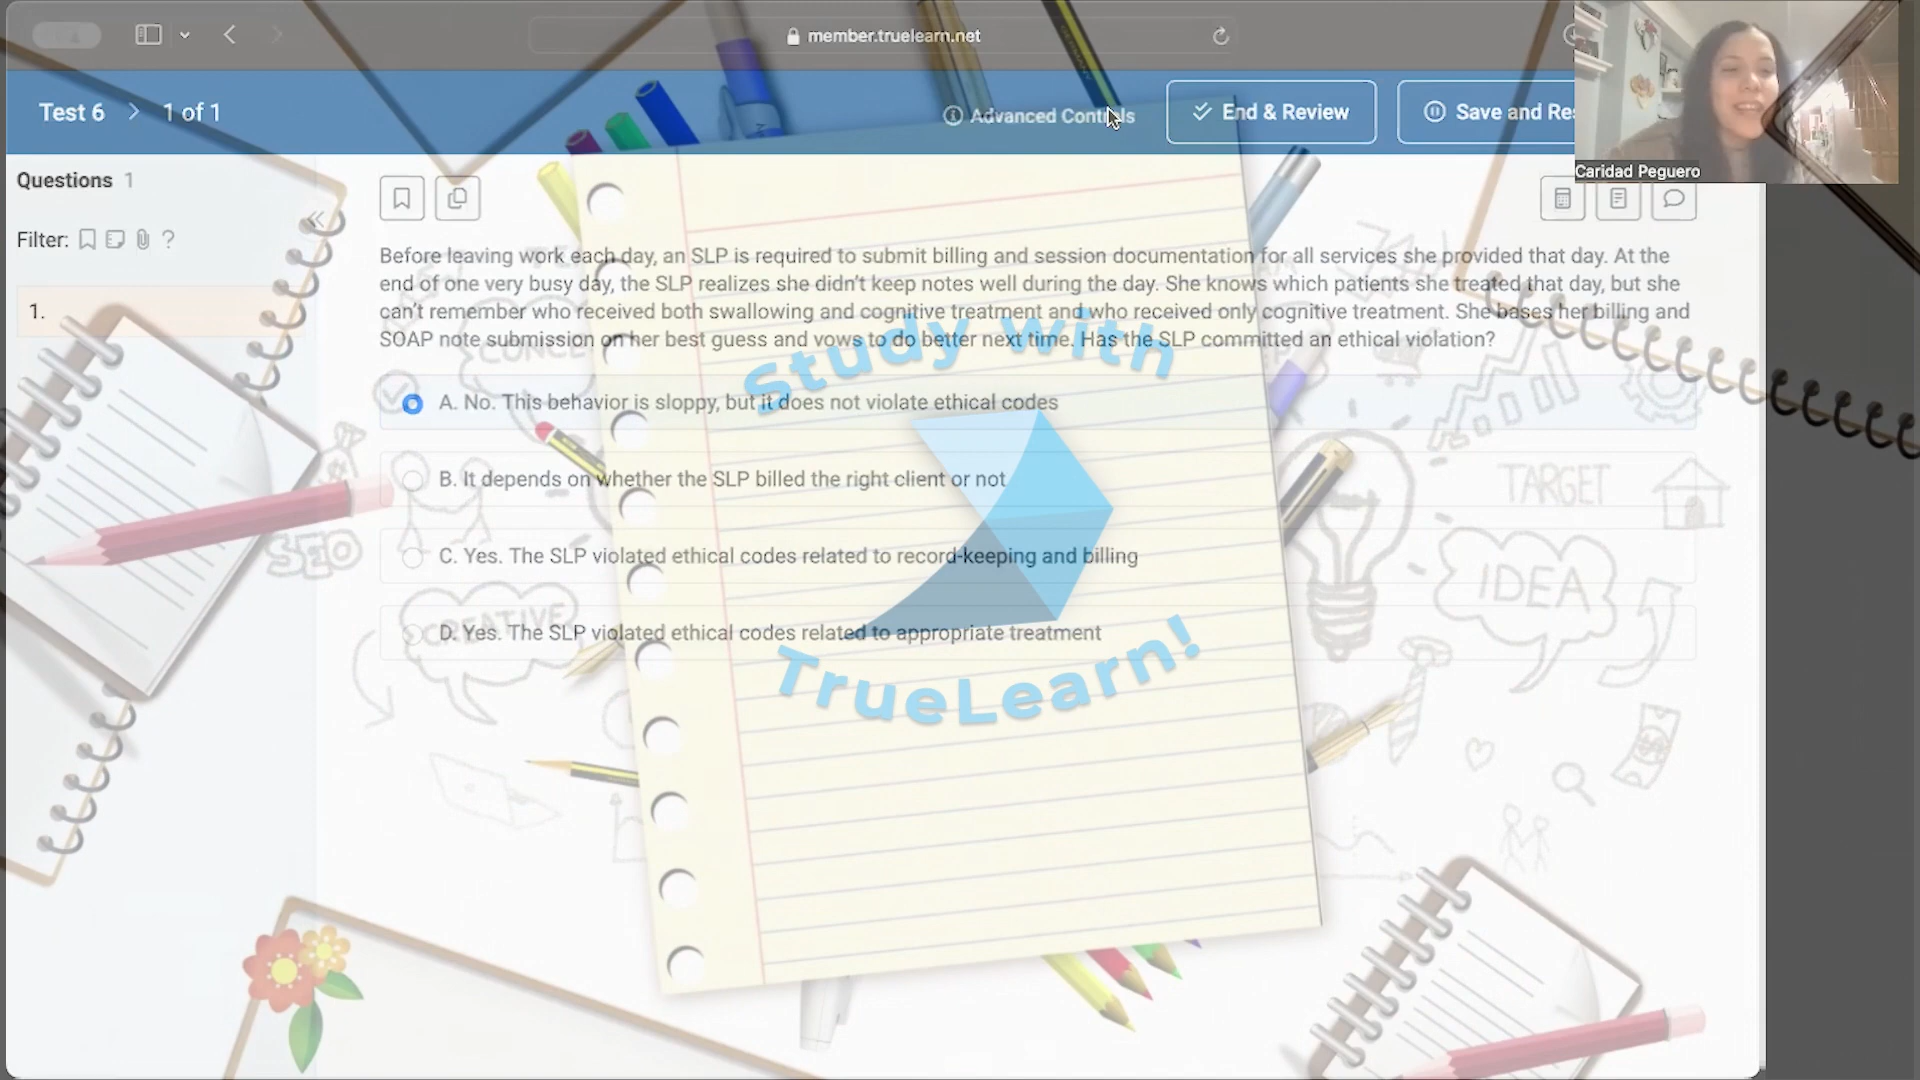 member.truelearn.net
Test 6 > 1 of 1
Advanced Controls
End & Review
Save and Res
Caridad Peguero
Questions 1
Filter:
1.
Before leaving work each day, an SLP is required to submit billing and session documentation for all services she provided that day. At the
end of one very busy day, the SLP realizes she didn't keep notes well during the day. She knows which patients she treated that day, but she
can't remember who received both swallowing and cognitive treatment and who received only cognitive treatment. She bases her billing and
SOAP note submission on her best guess and vows to do better next time. Has the SLP committed an ethical violation?
A. No. This behavior is sloppy, but it does not violate ethical codes
B. It depends on whether the SLP billed the right client or not
C. Yes. The SLP violated ethical codes related to record-keeping and billing
D. Yes. The SLP violated ethical codes related to appropriate treatment
Study with
TrueLearn!
SEO
CREATIVE
TARGET
IDEA